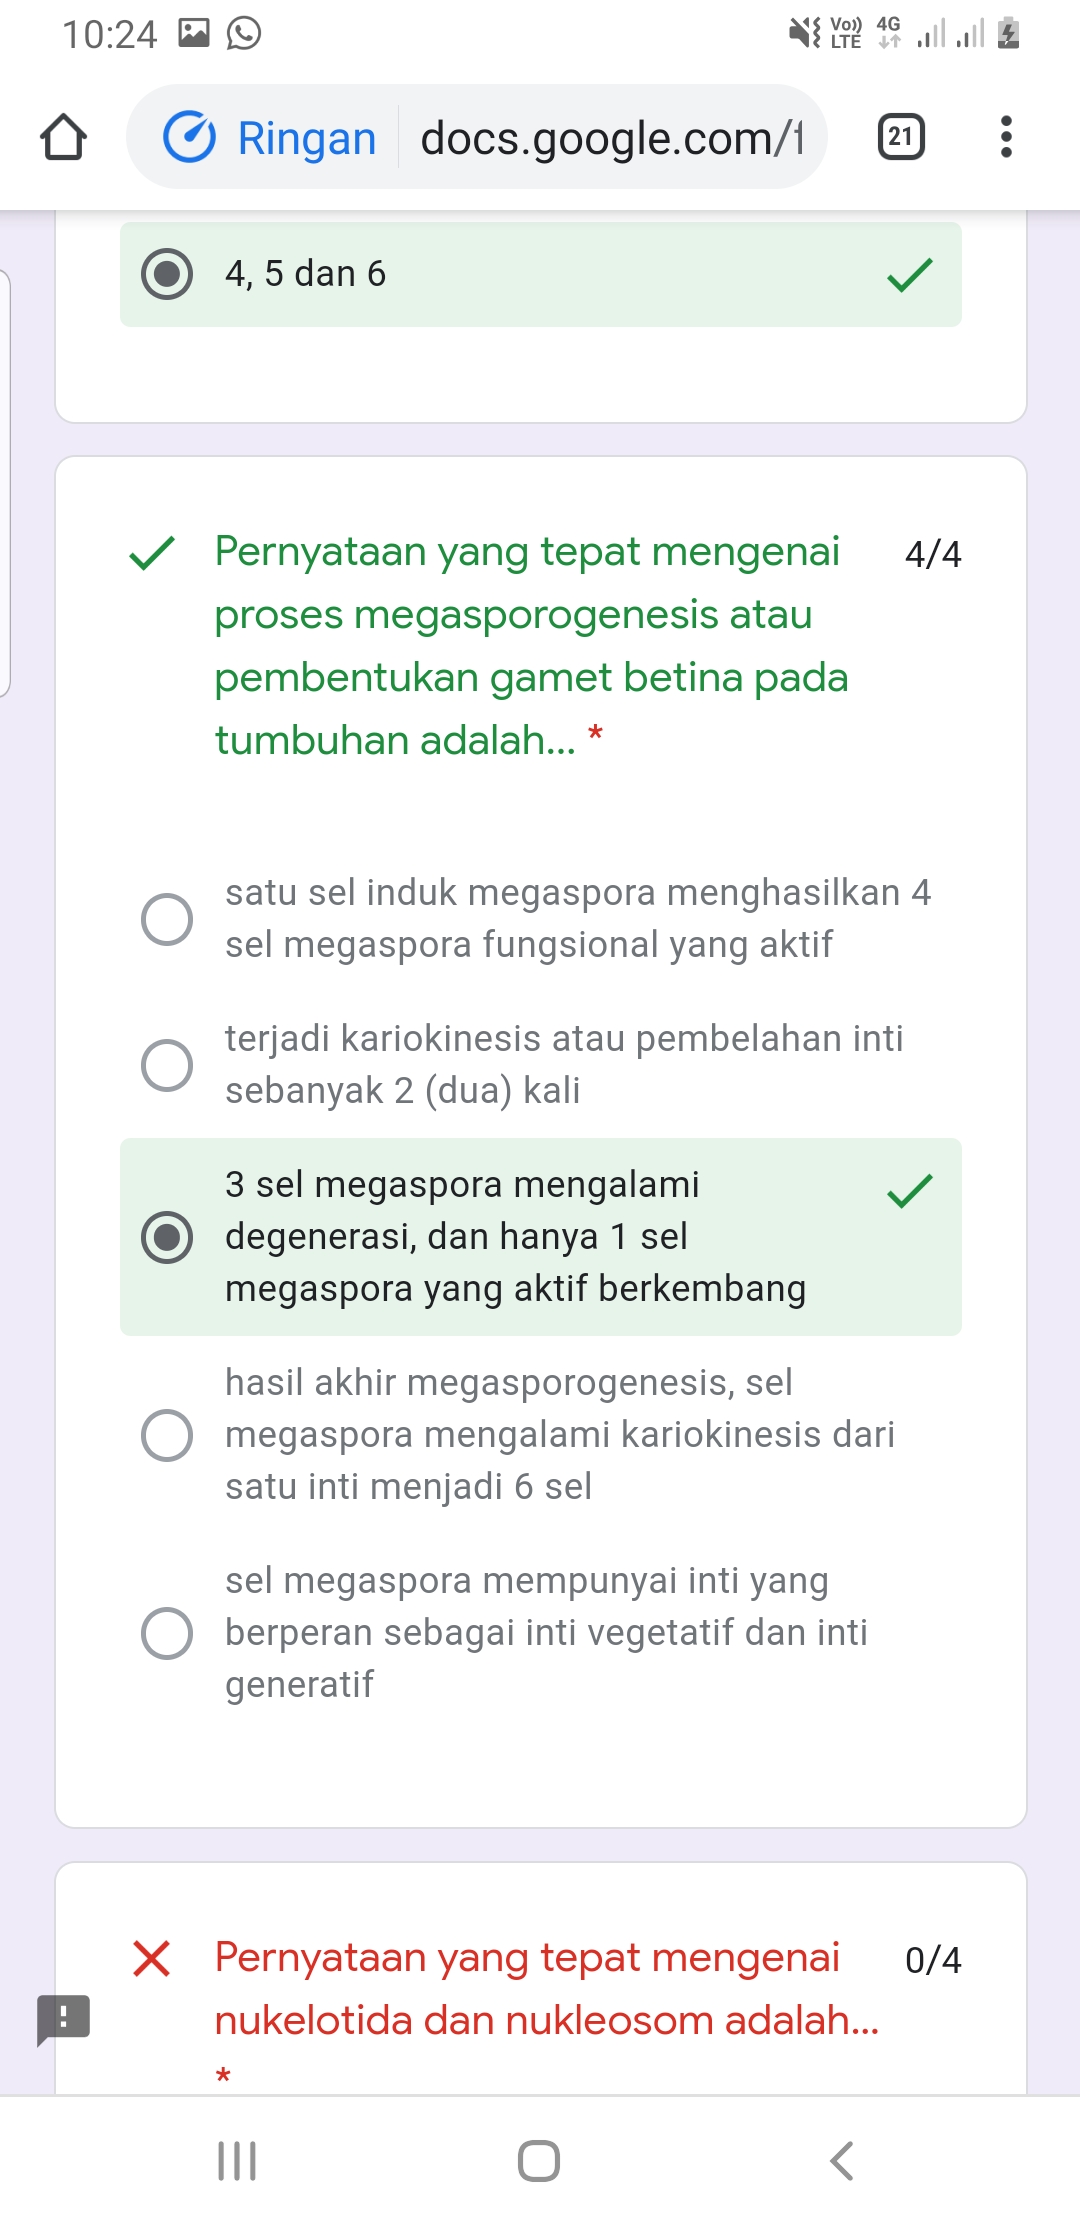 10:24
Vo))
LTE
4G
Ringan
docs.google.com/
21
4, 5 dan 6
Pernyataan yang tepat mengenai
4/4
proses megasporogenesis atau
pembentukan gamet betina pada
tumbuhan adalah... *
satu sel induk megaspora menghasilkan 4
sel megaspora fungsional yang aktif
terjadi kariokinesis atau pembelahan inti
sebanyak 2 (dua) kali
3 sel megaspora mengalami
degenerasi, dan hanya 1 sel
megaspora yang aktif berkembang
hasil akhir megasporogenesis, sel
megaspora mengalami kariokinesis dari
satu inti menjadi 6 sel
sel megaspora mempunyai inti yang
berperan sebagai inti vegetatif dan inti
generatif
Pernyataan yang tepat mengenai
0/4
nukelotida dan nukleosom adalah...
*